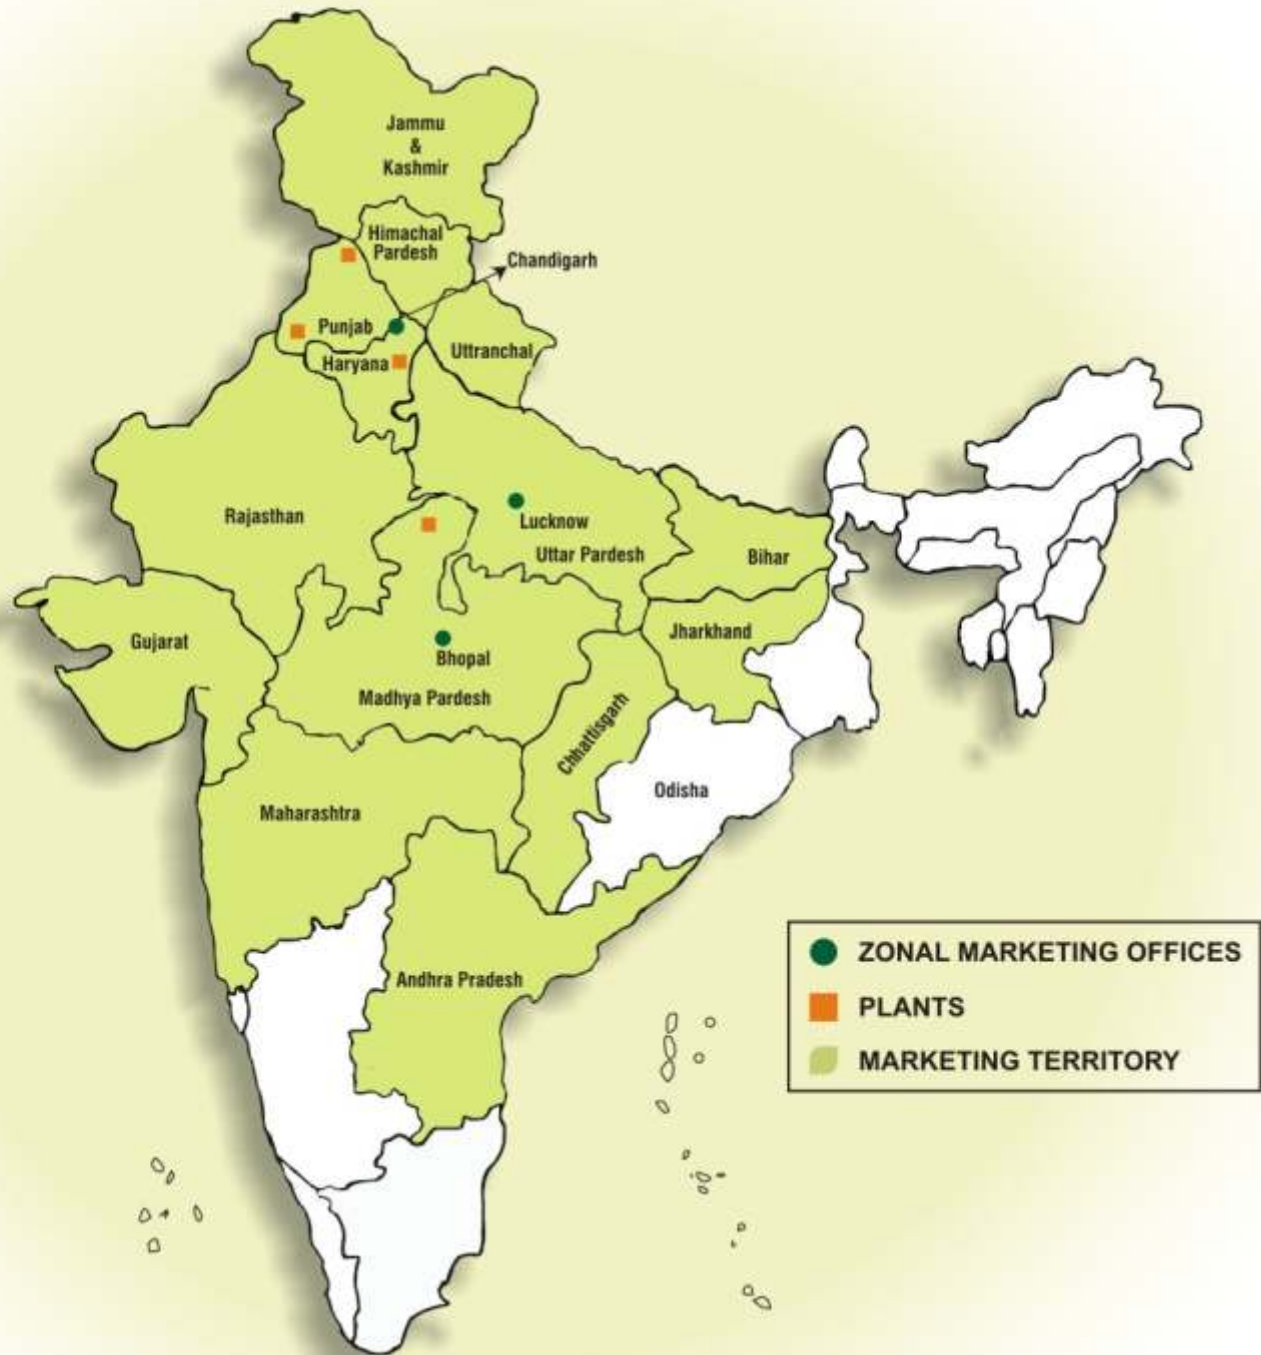 Jammu
&
Kashmir
Himachal
Pardesh
Chandigarh
Punjab
Haryana
Uttranchal
Rajasthan
Lucknow
Uttar Pardesh
Bihar
Gujarat
Jharkhand
Bhopal
Madhya Pardesh
Chhattisgarh
Odisha
Maharashtra
Andhra Pradesh
ZONAL MARKETING OFFICES
PLANTS
MARKETING TERRITORY